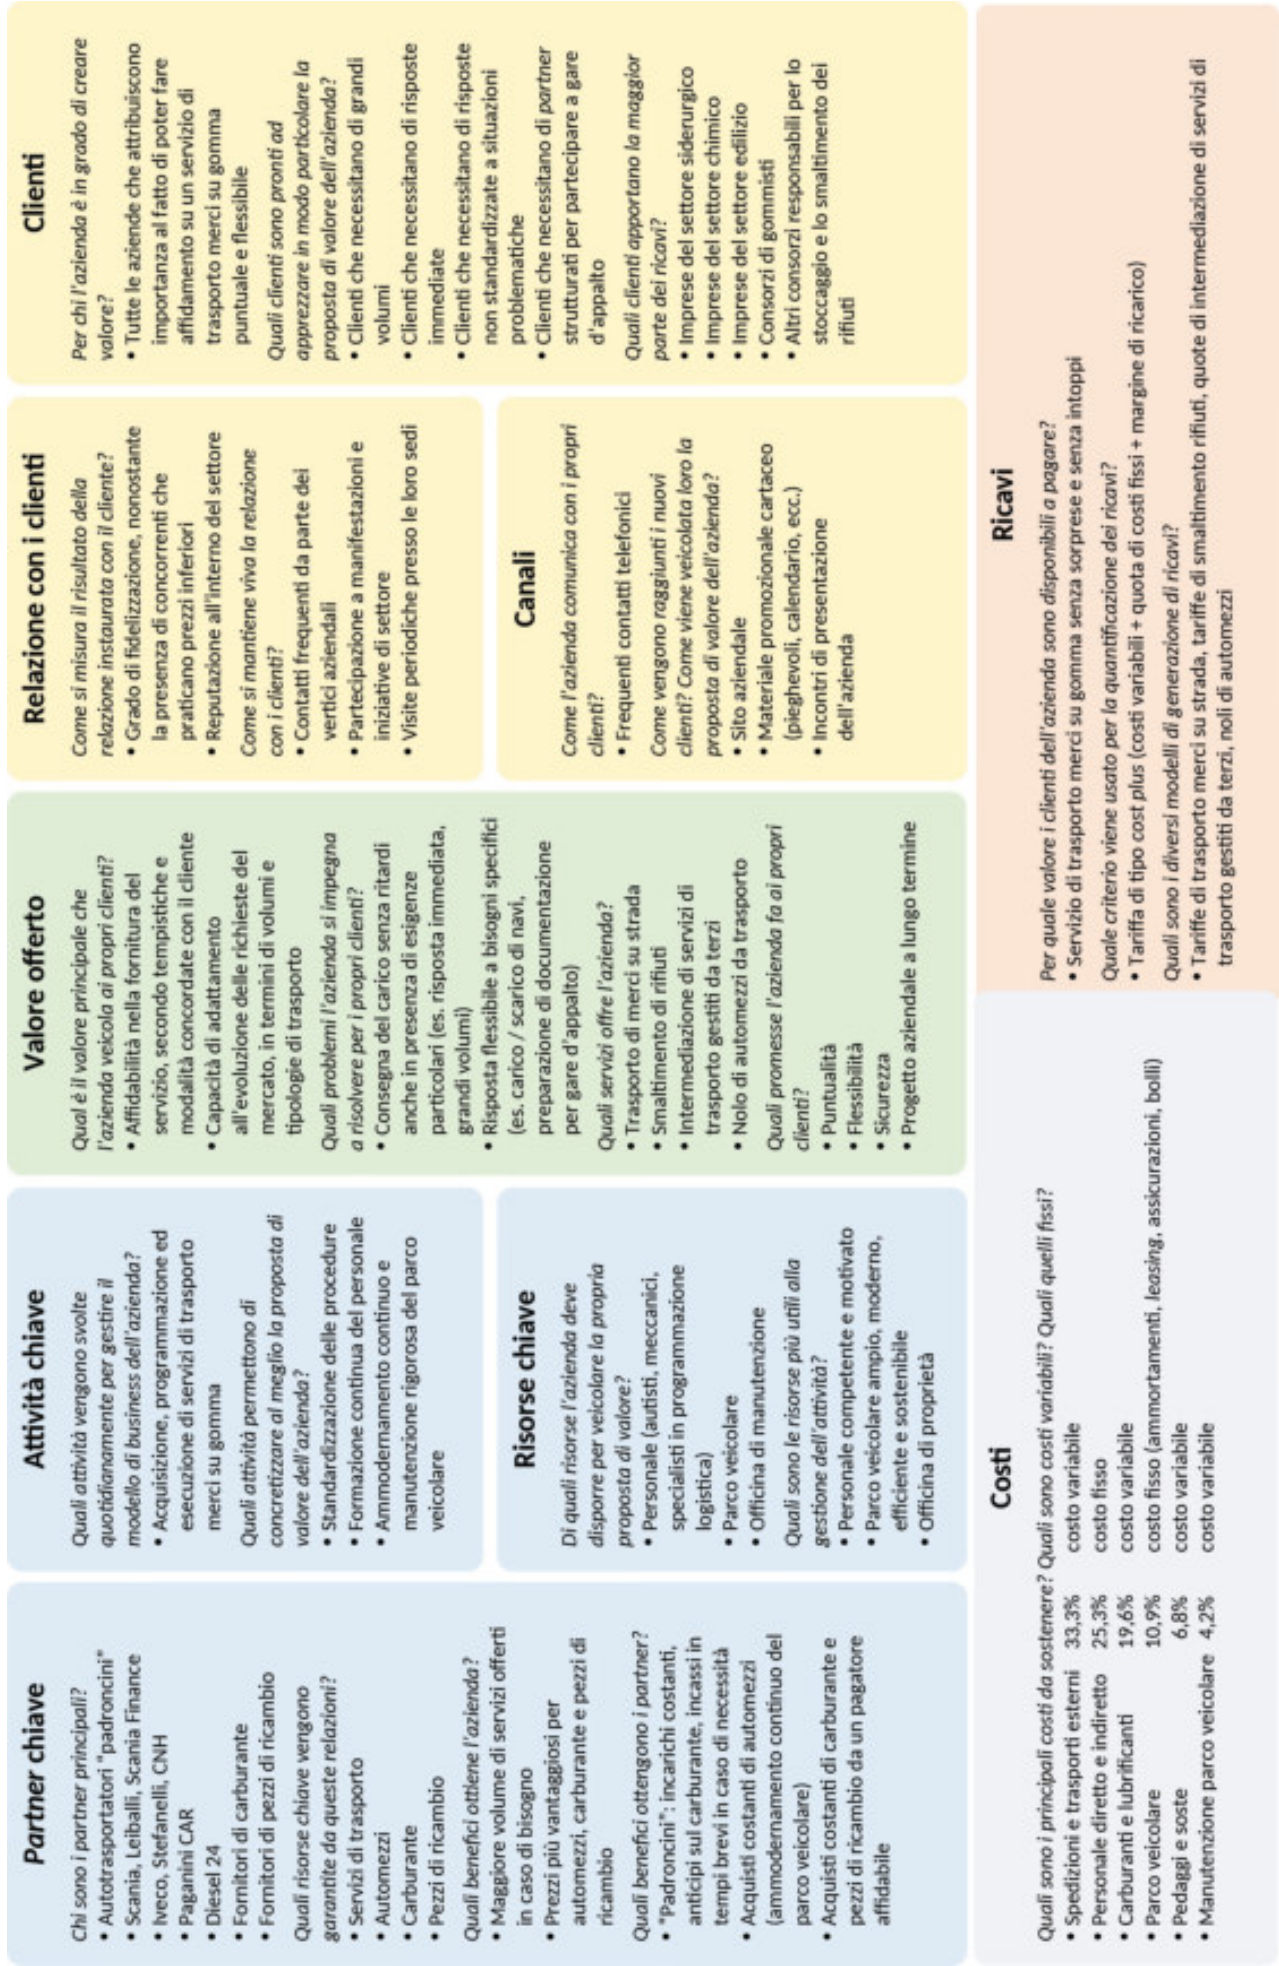 Partner chiave
Chi sono i partner principali?
• Autotrasportatori "padroncini"
• Scania, Leiballi, Scania Finance
• Iveco, Stefanelli, CNH
• Paganini CAR
• Diesel 24
• Fornitori di carburante
• Fornitori di pezzi di ricambio
Quali risorse chiave vengono
garantite da queste relazioni?
• Servizi di trasporto
• Automezzi
• Carburante
• Pezzi di ricambio
Quali benefici ottiene l'azienda?
• Maggiore volume di servizi offerti
in caso di bisogno
• Prezzi più vantaggiosi per
automezzi, carburante e pezzi di
ricambio
Quali benefici ottengono i partner?
• "Padroncini": incarichi costanti,
anticipi sul carburante, incassi in
tempi brevi in caso di necessità
• Acquisti costanti di automezzi
(ammodernamento continuo del
parco veicolare)
• Acquisti costanti di carburante e
pezzi di ricambio da un pagatore
affidabile
Attività chiave
Quali attività vengono svolte
quotidianamente per gestire il
modello di business dell'azienda?
• Acquisizione, programmazione ed
esecuzione di servizi di trasporto
merci su gomma
Quali attività permettono di
concretizzare al meglio la proposta di
valore dell'azienda?
• Standardizzazione delle procedure
• Formazione continua del personale
• Ammodernamento continuo e
manutenzione rigorosa del parco
veicolare
Risorse chiave
Di quali risorse l'azienda deve
disporre per veicolare la propria
proposta di valore?
• Personale (autisti, meccanici,
specialisti in programmazione
logistica)
• Parco veicolare
• Officina di manutenzione
Quali sono le risorse più utili alla
gestione dell'attività?
• Personale competente e motivato
• Parco veicolare ampio, moderno,
efficiente e sostenibile
• Officina di proprietà
Valore offerto
Qual è il valore principale che
l'azienda veicola ai propri clienti?
• Affidabilità nella fornitura del
servizio, secondo tempistiche e
modalità concordate con il cliente
• Capacità di adattamento
all'evoluzione delle richieste del
mercato, in termini di volumi e
tipologie di trasporto
Quali problemi l'azienda si impegna
a risolvere per i propri clienti?
• Consegna del carico senza ritardi
anche in presenza di esigenze
particolari (es. risposta immediata,
grandi volumi)
• Risposta flessibile a bisogni specifici
(es. carico / scarico di navi,
preparazione di documentazione
per gare d'appalto)
Quali servizi offre l'azienda?
• Trasporto di merci su strada
• Smaltimento di rifiuti
• Intermediazione di servizi di
trasporto gestiti da terzi
• Nolo di automezzi da trasporto
Quali promesse l'azienda fa ai propri
clienti?
• Puntualità
• Flessibilità
• Sicurezza
• Progetto aziendale a lungo termine
Relazione con i clienti
Come si misura il risultato della
relazione instaurata con il cliente?
• Grado di fidelizzazione, nonostante
la presenza di concorrenti che
praticano prezzi inferiori
• Reputazione all'interno del settore
Come si mantiene viva la relazione
con i clienti?
• Contatti frequenti da parte dei
vertici aziendali
• Partecipazione a manifestazioni e
iniziative di settore
• Visite periodiche presso le loro sedi
Canali
Come l'azienda comunica con i propri
clienti?
• Frequenti contatti telefonici
Come vengono raggiunti i nuovi
clienti? Come viene veicolata loro la
proposta di valore dell'azienda?
• Sito aziendale
• Materiale promozionale cartaceo
(pieghevoli, calendario, ecc.)
• Incontri di presentazione
dell'azienda
Clienti
Per chi l'azienda è in grado di creare
valore?
• Tutte le aziende che attribuiscono
importanza al fatto di poter fare
affidamento su un servizio di
trasporto merci su gomma
puntuale e flessibile
Quali clienti sono pronti ad
apprezzare in modo particolare la
proposta di valore dell'azienda?
• Clienti che necessitano di grandi
volumi
• Clienti che necessitano di risposte
immediate
• Clienti che necessitano di risposte
non standardizzate a situazioni
problematiche
• Clienti che necessitano di partner
strutturati per partecipare a gare
d'appalto
Quali clienti apportano la maggior
parte dei ricavi?
• Imprese del settore siderurgico
• Imprese del settore chimico
• Imprese del settore edilizio
• Consorzi di gommisti
• Altri consorzi responsabili per lo
stoccaggio e lo smaltimento dei
rifiuti
Costi
Quali sono i principali costi da sostenere? Quali sono costi variabili? Quali quelli fissi?
• Spedizioni e trasporti esterni 33,3% costo variabile
• Personale diretto e indiretto 25,3% costo fisso
• Carburanti e lubrificanti 19,6% costo variabile
• Parco veicolare 10,9% costo fisso (ammortamenti, leasing, assicurazioni, bolli)
• Pedaggi e soste 6,8% costo variabile
• Manutenzione parco veicolare 4,2% costo variabile
Ricavi
Per quale valore i clienti dell'azienda sono disponibili a pagare?
• Servizio di trasporto merci su gomma senza sorprese e senza intoppi
Quale criterio viene usato per la quantificazione dei ricavi?
• Tariffa di tipo cost plus (costi variabili + quota di costi fissi + margine di ricarico)
Quali sono i diversi modelli di generazione di ricavi?
• Tariffe di trasporto merci su strada, tariffe di smaltimento rifiuti, quote di intermediazione di servizi di
trasporto gestiti da terzi, noli di automezzi